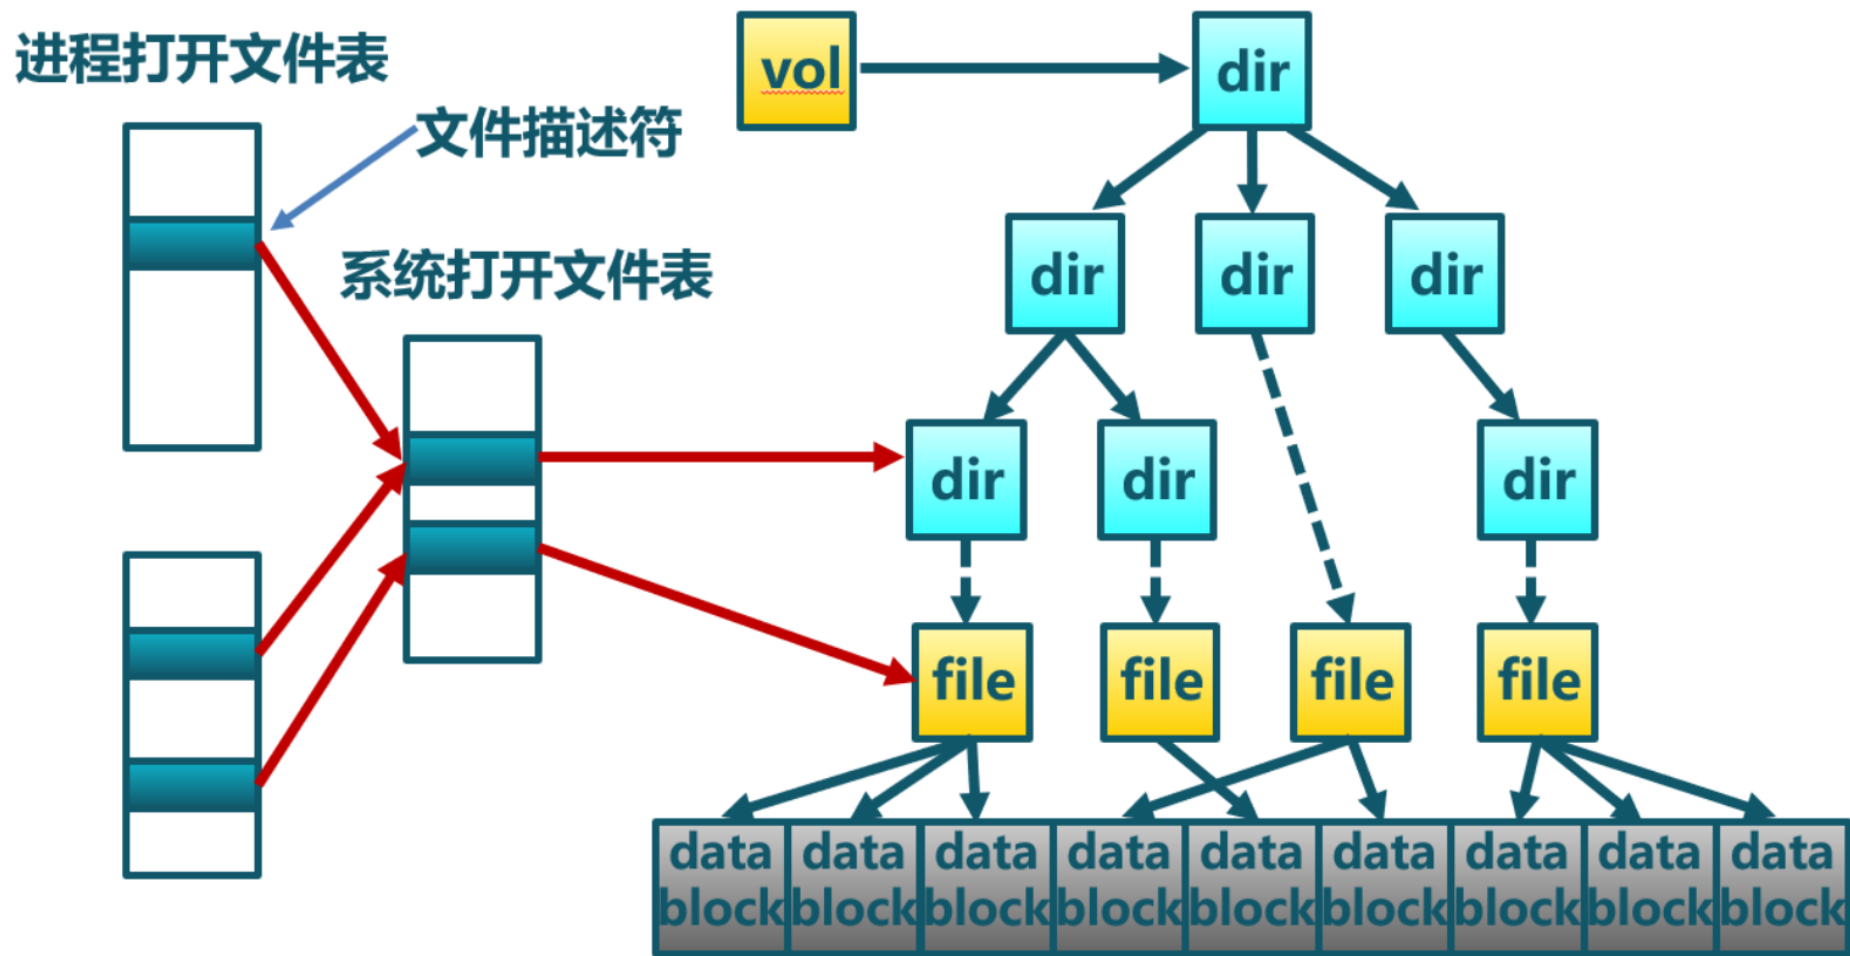 进程打开文件表
文件描述符
系统打开文件表
vol
dir
dir
dir
dir
dir
dir
dir
file
file
file
file
data block
data block
data block
data block
data block
data block
data block
data block
data block